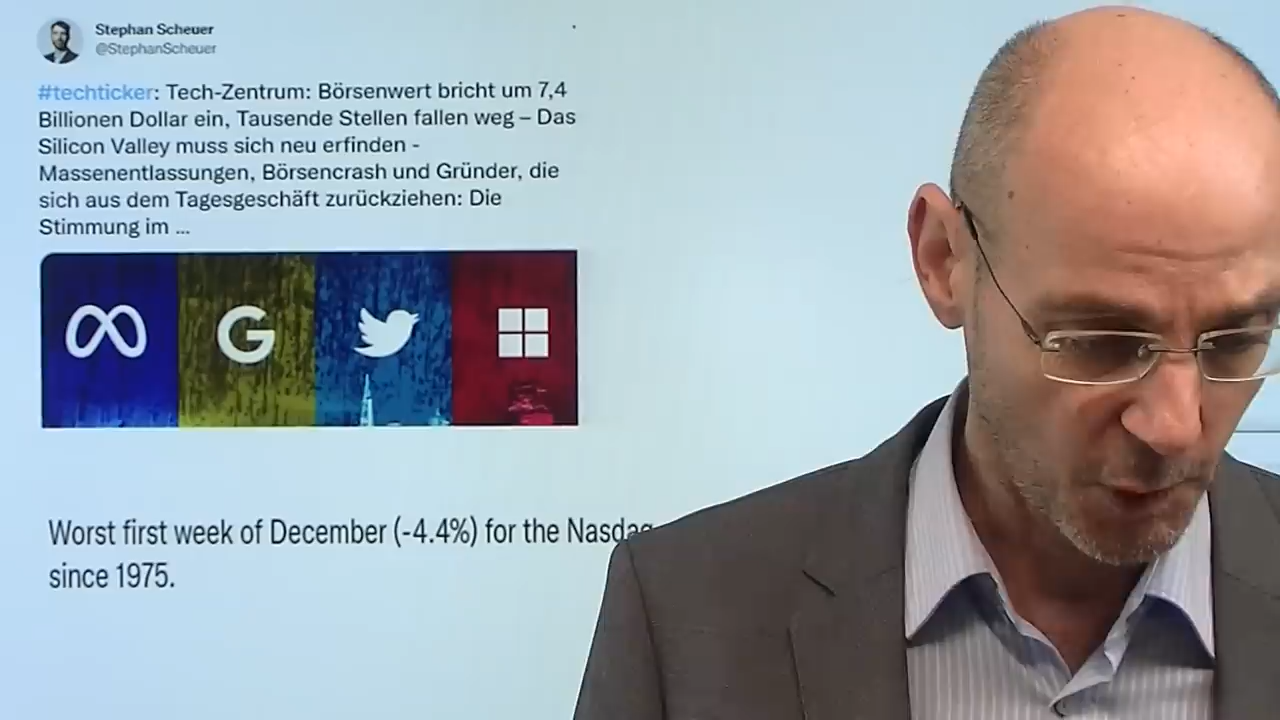 Stephan Scheuer
@StephanScheuer
#techticker: Tech-Zentrum: Börsenwert bricht um 7,4
Billionen Dollar ein, Tausende Stellen fallen weg – Das
Silicon Valley muss sich neu erfinden -
Massenentlassungen, Börsencrash und Gründer, die
sich aus dem Tagesgeschäft zurückziehen: Die
Stimmung im ...
G
Worst first week of December (-4.4%) for the Nasdaq
since 1975.